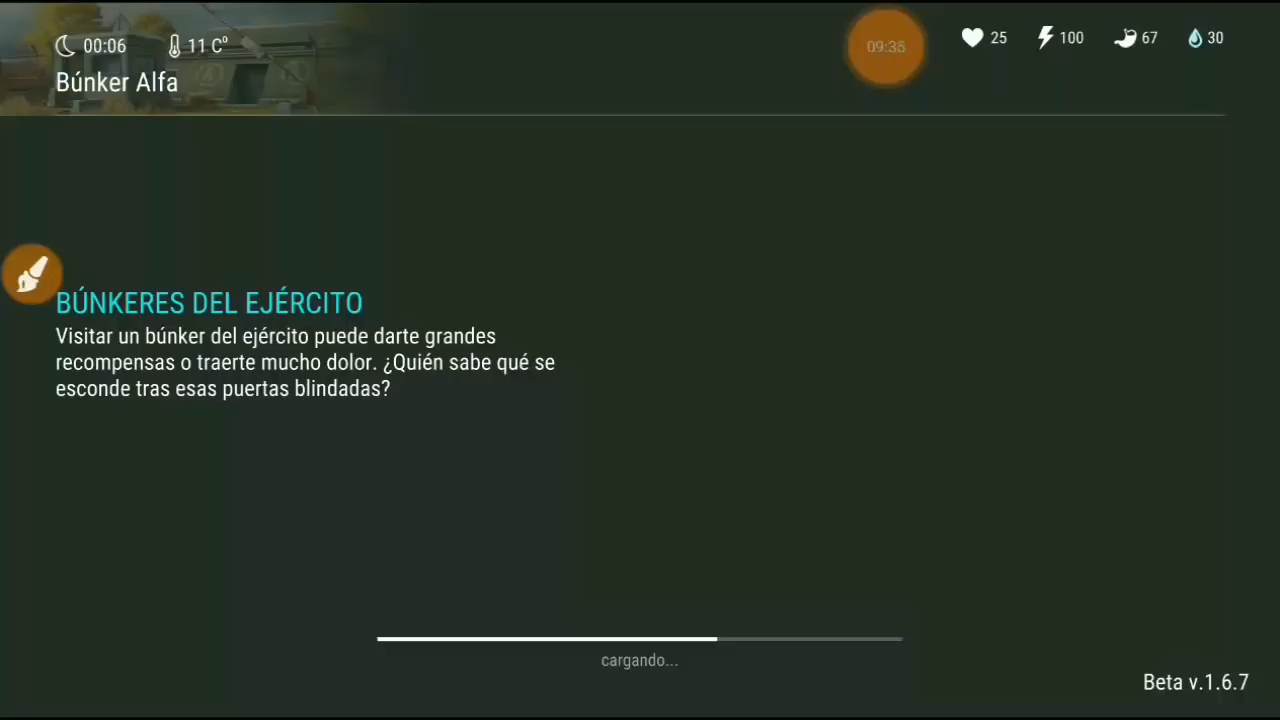 00:06 11 Cº 09:35 25 100 67 30
Búnker Alfa
BÚNKERES DEL EJÉRCITO
Visitar un búnker del ejército puede darte grandes
recompensas o traerte mucho dolor. ¿Quién sabe qué se
esconde tras esas puertas blindadas?
cargando...
Beta v.1.6.7